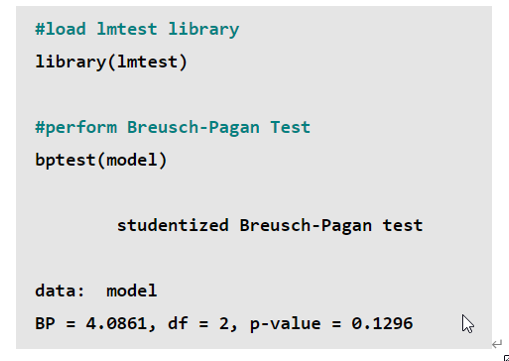 #load lmtest library
library(lmtest)
#perform Breusch-Pagan Test
bptest(model)
studentized Breusch-Pagan test
data:  model
BP = 4.0861, df = 2, p-value = 0.1296